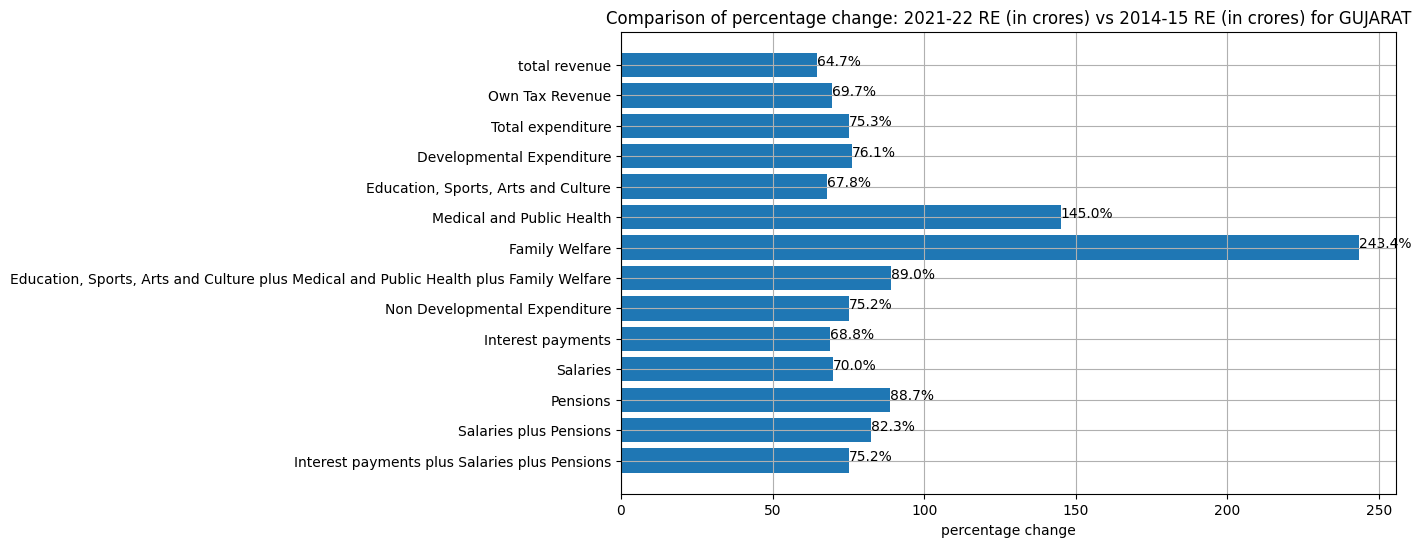 Comparison of percentage change: 2021-22 RE (in crores) vs 2014-15 RE (in crores) for GUJARAT
total revenue 64.7%
Own Tax Revenue 69.7%
Total expenditure 75.3%
Developmental Expenditure 76.1%
Education, Sports, Arts and Culture 67.8%
Medical and Public Health 145.0%
Family Welfare 243.4%
Education, Sports, Arts and Culture plus Medical and Public Health plus Family Welfare 89.0%
Non Developmental Expenditure 75.2%
Interest payments 68.8%
Salaries 70.0%
Pensions 88.7%
Salaries plus Pensions 82.3%
Interest payments plus Salaries plus Pensions 75.2%
0 50 100 150 200 250
percentage change